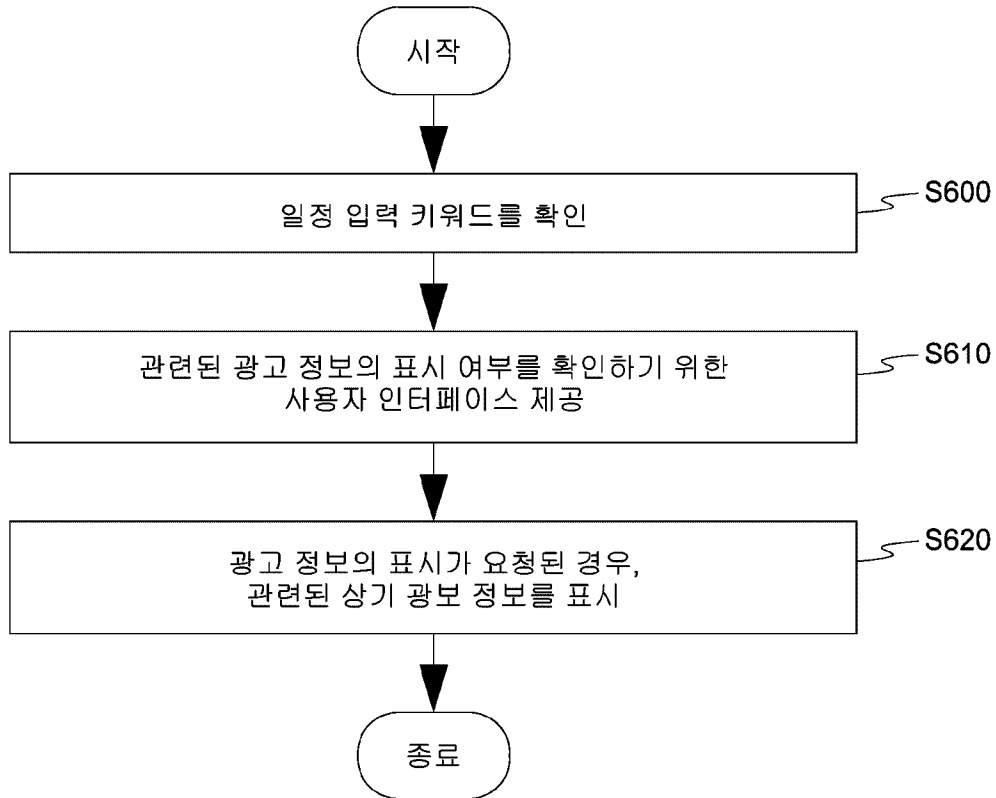 시작
일정 입력 키워드를 확인
S600
관련된 광고 정보의 표시 여부를 확인하기 위한
사용자 인터페이스 제공
S610
광고 정보의 표시가 요청된 경우,
관련된 상기 광보 정보를 표시
S620
종료